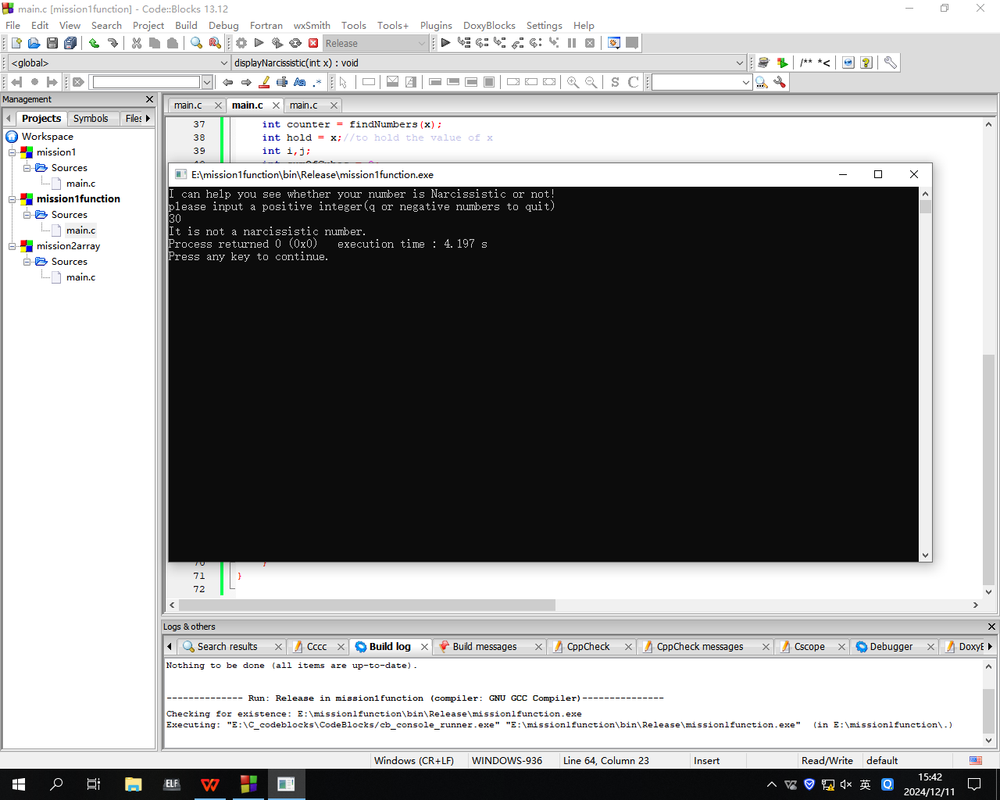 main.c [mission1function] - Code::Blocks 13.12
File Edit View Search Project Build Debug Fortran wxSmith Tools Tools+ Plugins DoxyBlocks Settings Help
Release
<global> displayNarcissistic(int x) : void
/** *<
Management
main.c main.c main.c
Projects Symbols Files
Workspace
mission1
Sources
main.c
mission1function
Sources
main.c
mission2array
Sources
main.c
37 int counter = findNumbers(x);
38 int hold = x;//to hold the value of x
39 int i,j;
E:\mission1function\bin\Release\mission1function.exe
I can help you see whether your number is Narcissistic or not!
please input a positive integer(q or negative numbers to quit)
30
It is not a narcissistic number.
Process returned 0 (0x0) execution time : 4.197 s
Press any key to continue.
70 }
71 }
72
Logs & others
Search results Cccc Build log Build messages CppCheck CppCheck messages Cscope Debugger DoxyB
Nothing to be done (all items are up-to-date).
-------------- Run: Release in mission1function (compiler: GNU GCC Compiler)---------------
Checking for existence: E:\mission1function\bin\Release\mission1function.exe
Executing: "E:\C_codeblocks\CodeBlocks/cb_console_runner.exe" "E:\mission1function\bin\Release\mission1function.exe" (in E:\mission1function\.)
Windows (CR+LF) WINDOWS-936 Line 64, Column 23 Insert Read/Write default
ELF
英
15:42
2024/12/11